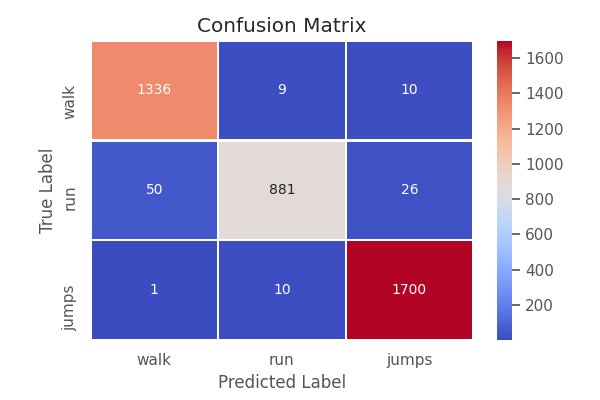 Confusion Matrix
True Label
walk
1336
9
10
run
50
881
26
jumps
1
10
1700
walk
run
jumps
Predicted Label
1600
1400
1200
1000
800
600
400
200